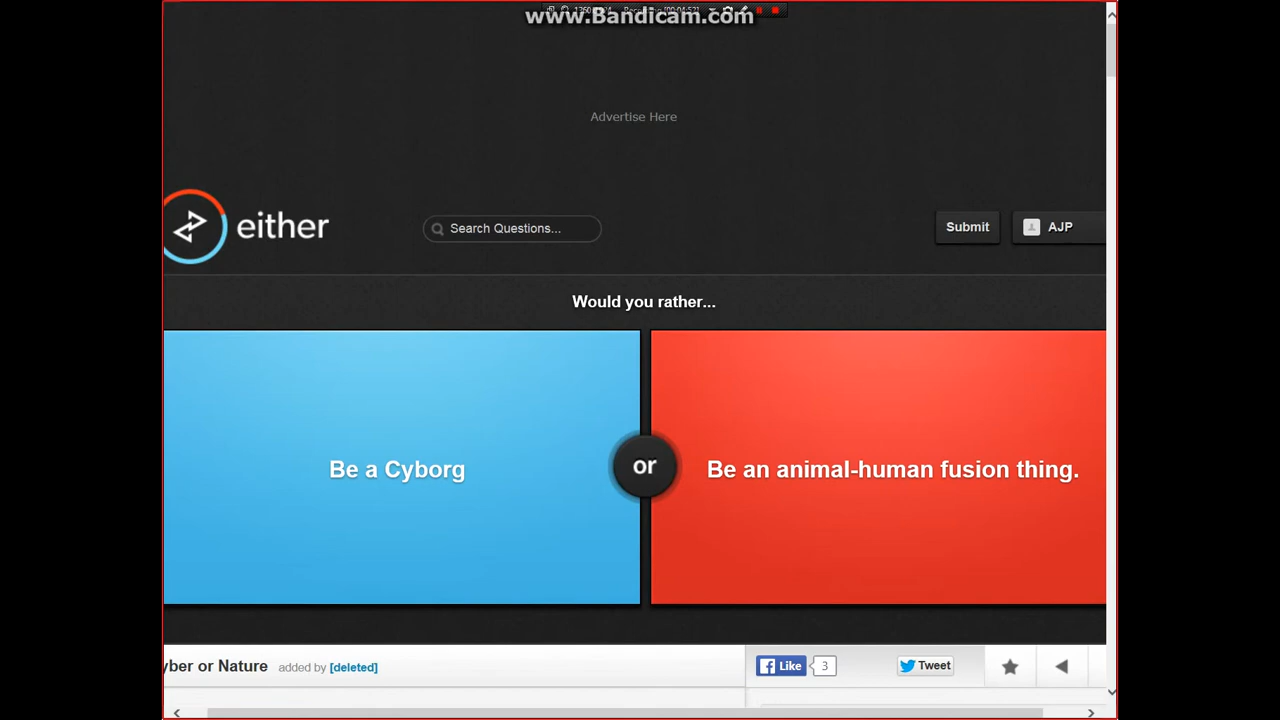 www.Bandicam.com
Advertise Here
either
Search Questions...
Submit
AJP
Would you rather...
Be a Cyborg
or
Be an animal-human fusion thing.
yber or Nature added by [deleted]
Like 3
Tweet